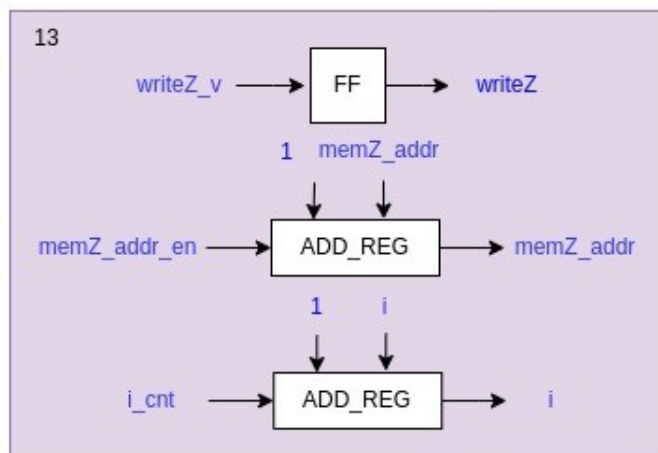 13
writeZ_v FF writeZ
1 memZ_addr
memZ_addr_en ADD_REG memZ_addr
1 i
i_cnt ADD_REG i